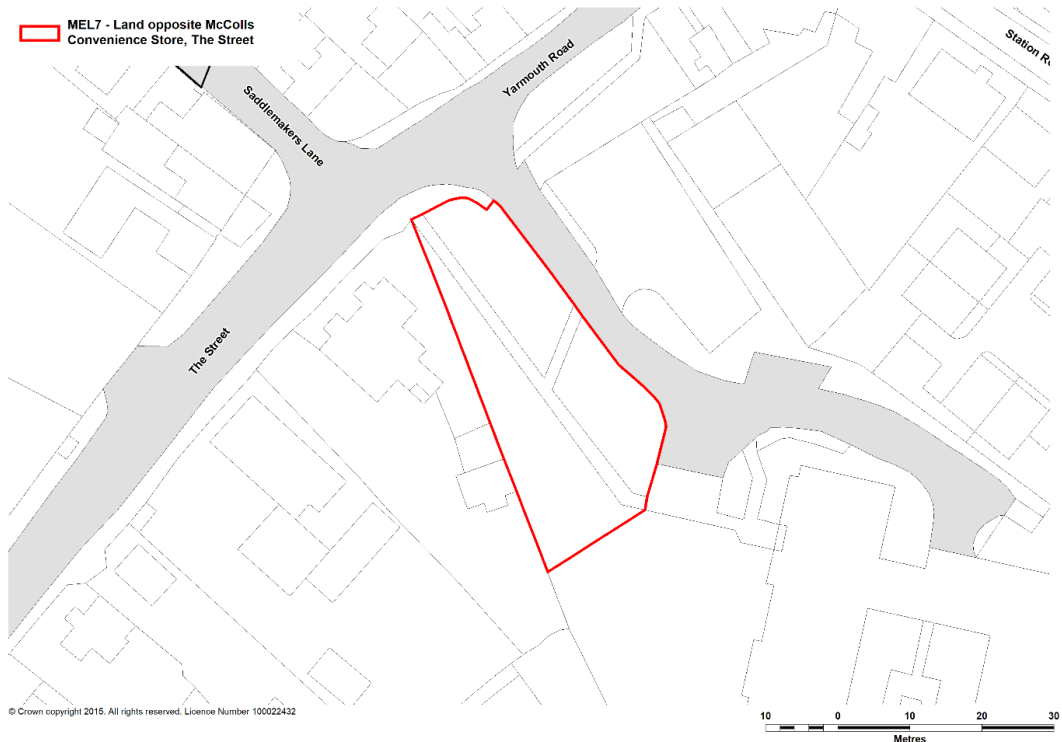 MEL7 - Land opposite McColls
Convenience Store, The Street
Yarmouth Road
Saddlemakers Lane
The Street
© Crown copyright 2015. All rights reserved. Licence Number 100022432
10 0 10 20 30
Metres